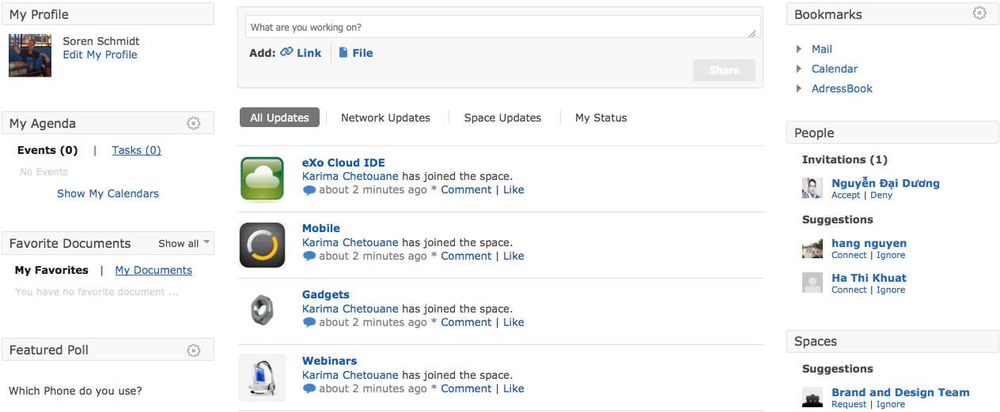 My Profile
Soren Schmidt
Edit My Profile
My Agenda
Events (0) | Tasks (0)
No Events
Show My Calendars
Favorite Documents Show all
My Favorites | My Documents
You have no favorite document ...
Featured Poll
Which Phone do you use?
What are you working on?
Add: Link File
Share
All Updates Network Updates Space Updates My Status
eXo Cloud IDE
Karima Chetouane has joined the space.
about 2 minutes ago * Comment | Like
Mobile
Karima Chetouane has joined the space.
about 2 minutes ago * Comment | Like
Gadgets
Karima Chetouane has joined the space.
about 2 minutes ago * Comment | Like
Webinars
Karima Chetouane has joined the space.
about 2 minutes ago * Comment | Like
Bookmarks
Mail
Calendar
AdressBook
People
Invitations (1)
Nguyễn Đại Dương
Accept | Deny
Suggestions
hang nguyen
Connect | Ignore
Ha Thi Khuat
Connect | Ignore
Spaces
Suggestions
Brand and Design Team
Request | Ignore